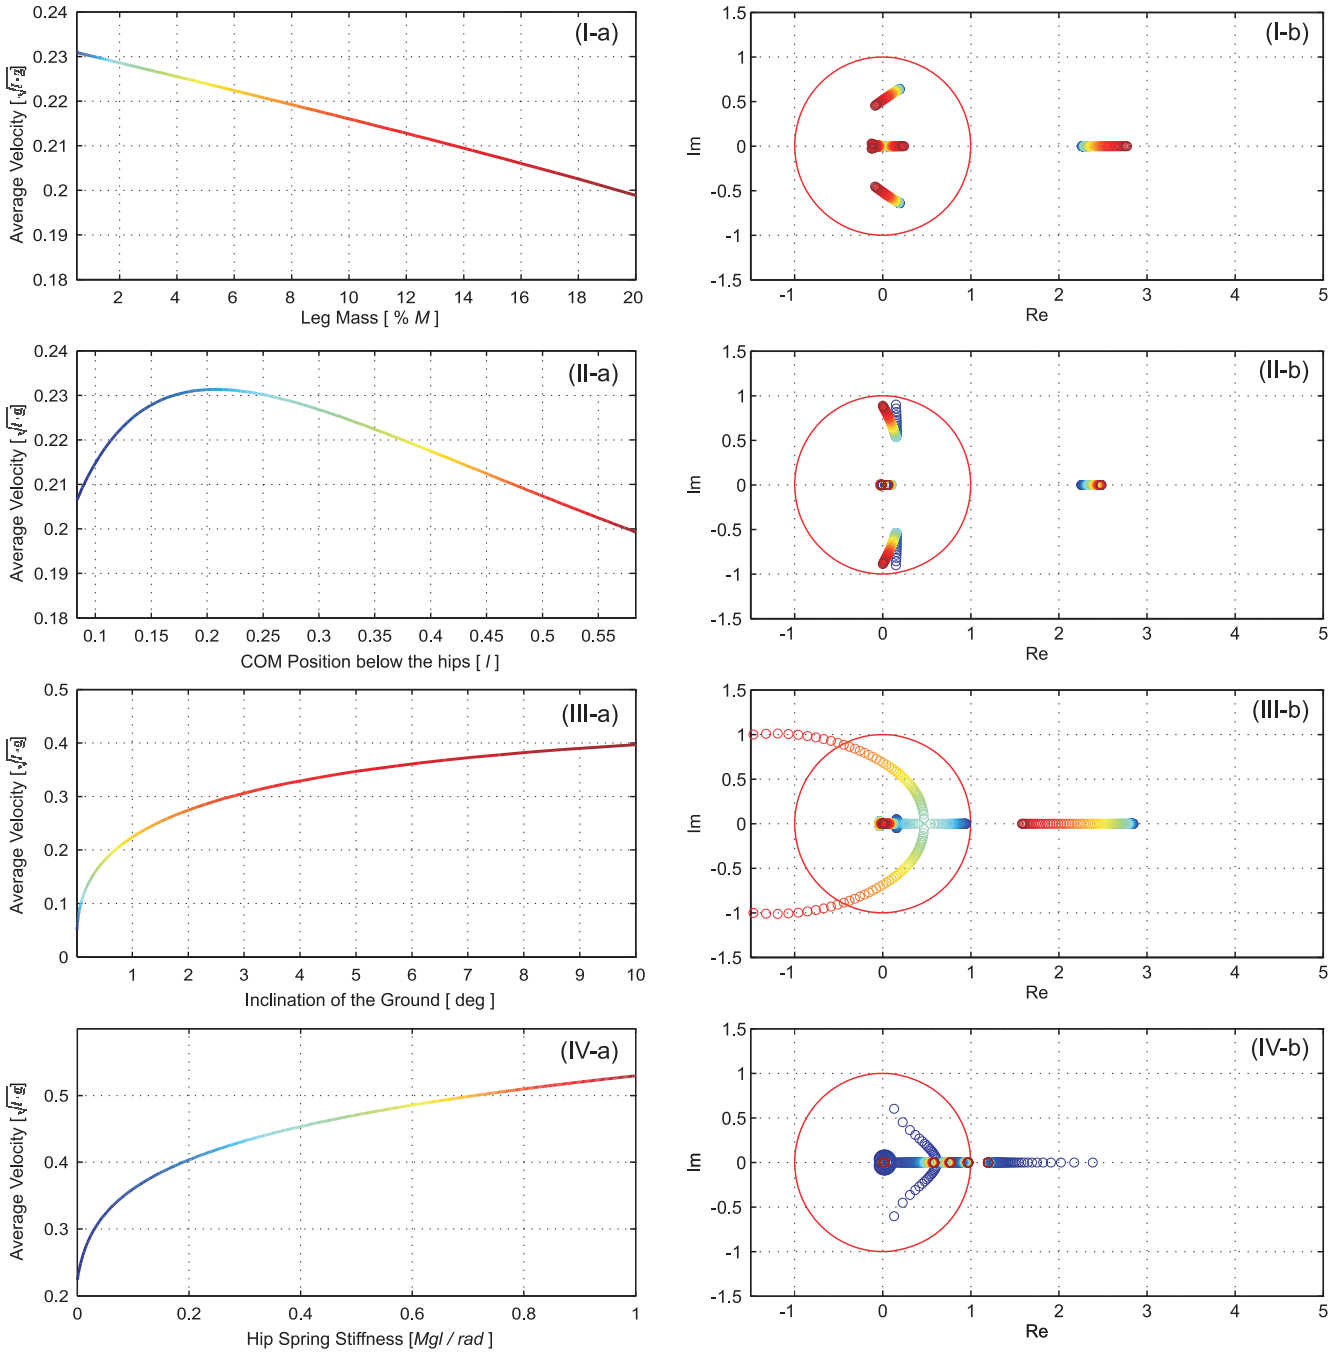 (I-a)
0.24
0.23
0.22
0.21
0.2
0.19
0.18
Average Velocity [√l·g]
2 4 6 8 10 12 14 16 18 20
Leg Mass [ % M ]
(I-b)
1.5
1
0.5
0
-0.5
-1
-1.5
Im
-1 0 1 2 3 4 5
Re
(II-a)
0.24
0.23
0.22
0.21
0.2
0.19
0.18
Average Velocity [√l·g]
0.1 0.15 0.2 0.25 0.3 0.35 0.4 0.45 0.5 0.55
COM Position below the hips [ l ]
(II-b)
1.5
1
0.5
0
-0.5
-1
-1.5
Im
-1 0 1 2 3 4 5
Re
(III-a)
0.5
0.4
0.3
0.2
0.1
0
Average Velocity [√l·g]
1 2 3 4 5 6 7 8 9 10
Inclination of the Ground [ deg ]
(III-b)
1.5
1
0.5
0
-0.5
-1
-1.5
Im
-1 0 1 2 3 4 5
Re
(IV-a)
0.5
0.4
0.3
0.2
Average Velocity [√l·g]
0 0.2 0.4 0.6 0.8 1
Hip Spring Stiffness [Mgl / rad ]
(IV-b)
1.5
1
0.5
0
-0.5
-1
-1.5
Im
-1 0 1 2 3 4 5
Re